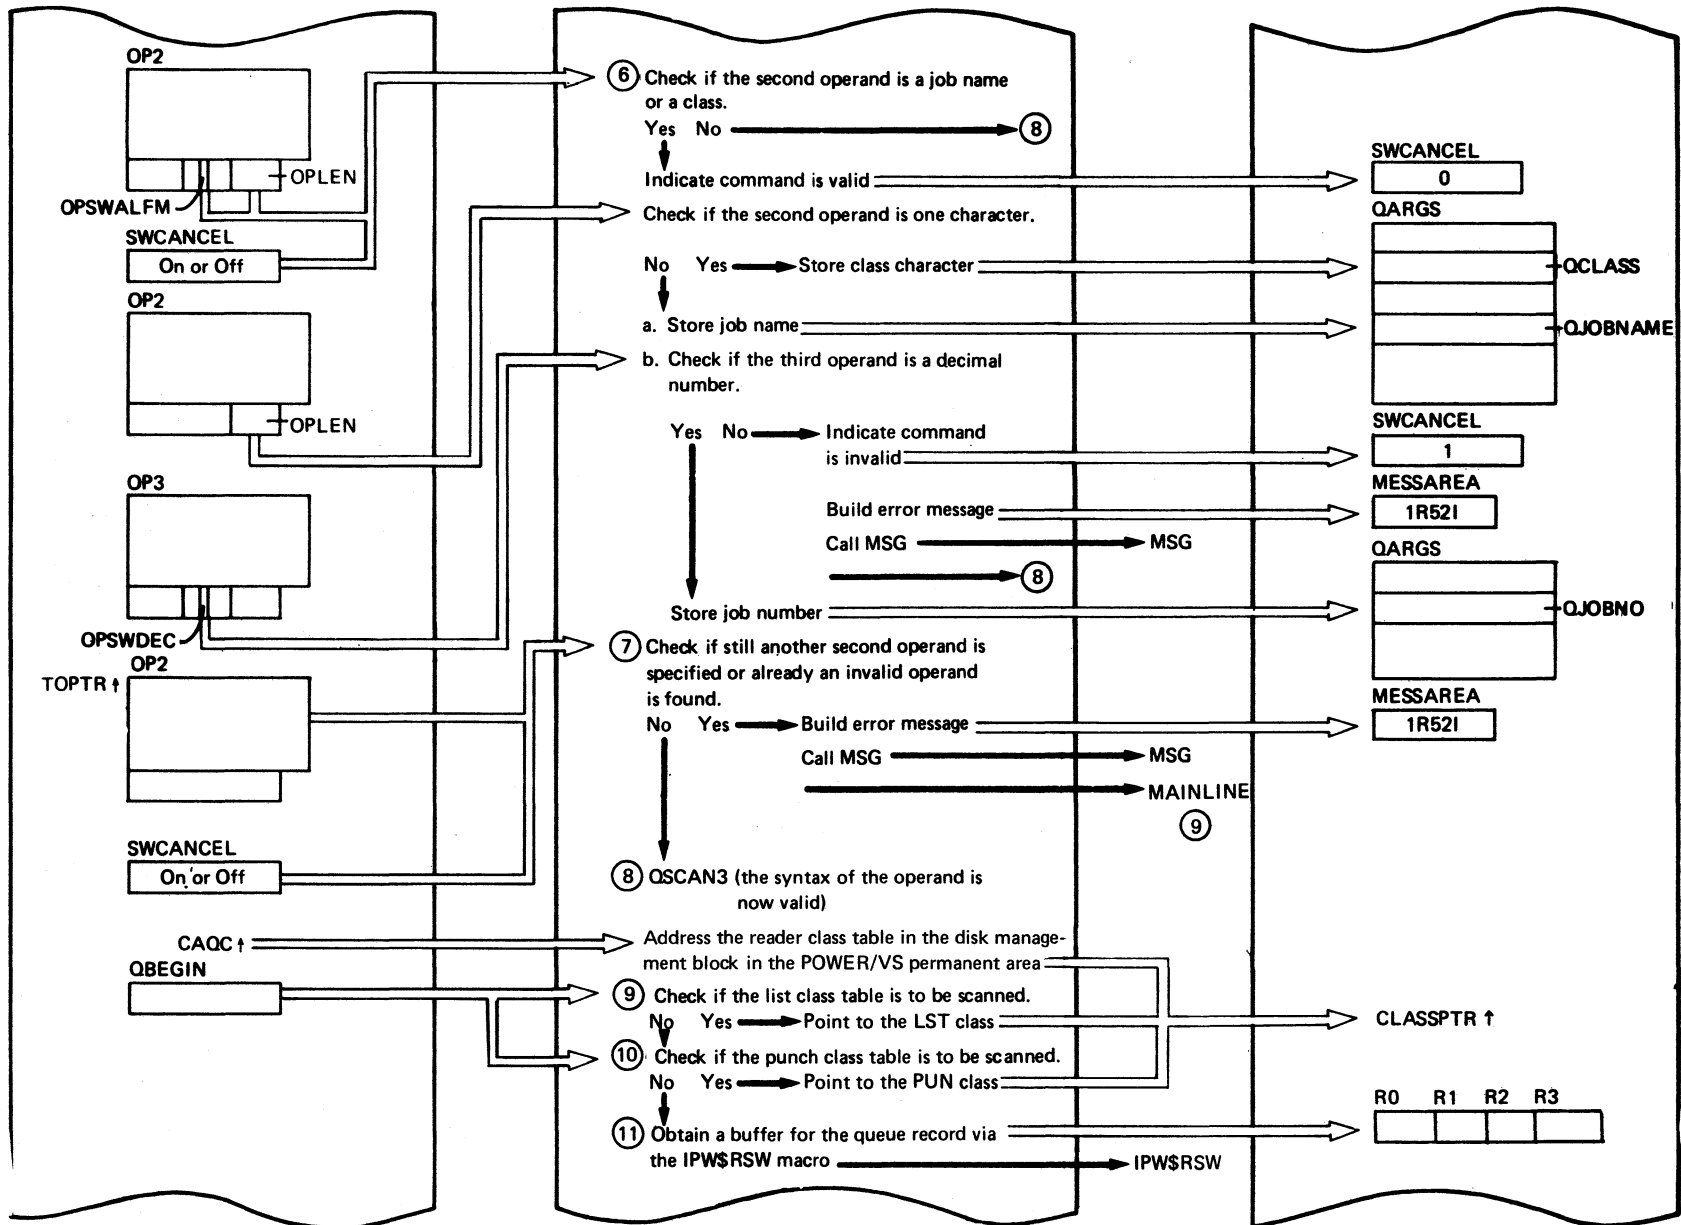 OP2
OPLEN
OPSWALFM
SWCANCEL
On or Off
OP2
OPLEN
OP3
OPSWDEC
OP2
TOPTR ↑
SWCANCEL
On or Off
CAQC ↑
QBEGIN
6 Check if the second operand is a job name
or a class.
Yes No 8
Indicate command is valid
Check if the second operand is one character.
No Yes Store class character
a. Store job name
b. Check if the third operand is a decimal
number.
Yes No Indicate command
is invalid
Build error message
Call MSG MSG
8
Store job number
7 Check if still another second operand is
specified or already an invalid operand
is found.
No Yes Build error message
Call MSG MSG
MAINLINE
9
8 QSCAN3 (the syntax of the operand is
now valid)
Address the reader class table in the disk manage-
ment block in the POWER/VS permanent area
9 Check if the list class table is to be scanned.
No Yes Point to the LST class
10 Check if the punch class table is to be scanned.
No Yes Point to the PUN class
11 Obtain a buffer for the queue record via
the IPW$RSW macro IPW$RSW
SWCANCEL
0
QARGS
QCLASS
QJOBNAME
SWCANCEL
1
MESSAREA
1R52I
QARGS
QJOBNO
MESSAREA
1R52I
CLASSPTR ↑
R0 R1 R2 R3